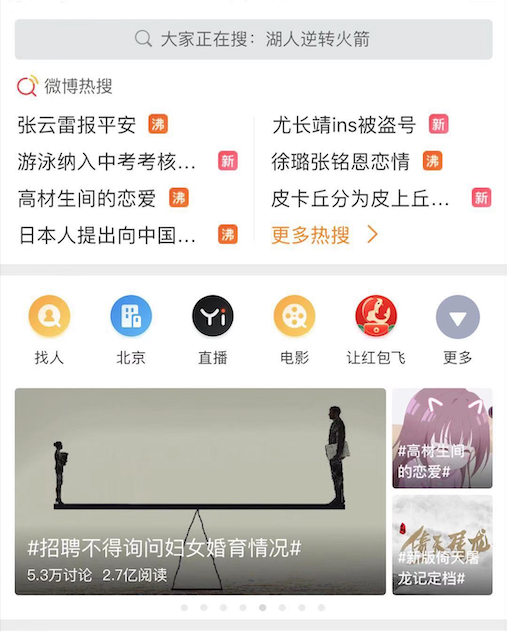 大家正在搜：湖人逆转火箭
微博热搜
张云雷报平安 沸
尤长靖ins被盗号 新
游泳纳入中考考核... 新
徐璐张铭恩恋情 沸
高材生间的恋爱 沸
皮卡丘分为皮上丘... 新
日本人提出向中国... 沸
更多热搜
Yi
找人 北京 直播 电影 让红包飞 更多
#高材生间
的恋爱#
#招聘不得询问妇女婚育情况#
5.3万讨论 2.7亿阅读
倚天屠龙
#新版倚天屠
龙记定档#